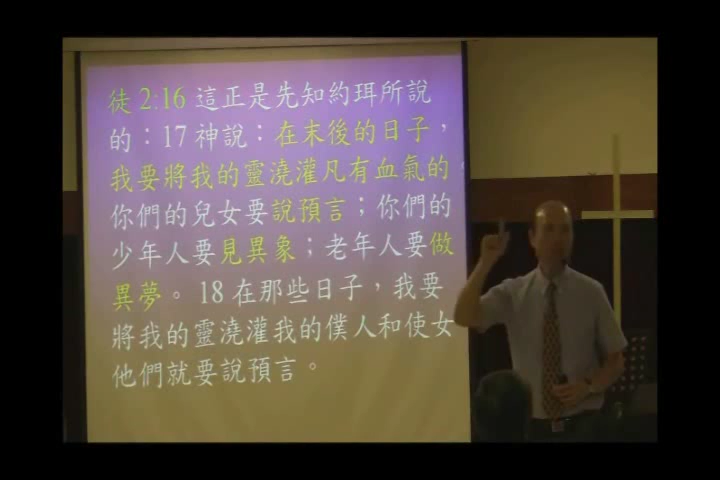 徒 2:16 這正是先知約珥所說
的：17 神說：在末後的日子，
我要將我的靈澆灌凡有血氣的
你們的兒女要說預言；你們的
少年人要見異象；老年人要做
異夢。 18 在那些日子，我要
將我的靈澆灌我的僕人和使女
他們就要說預言。